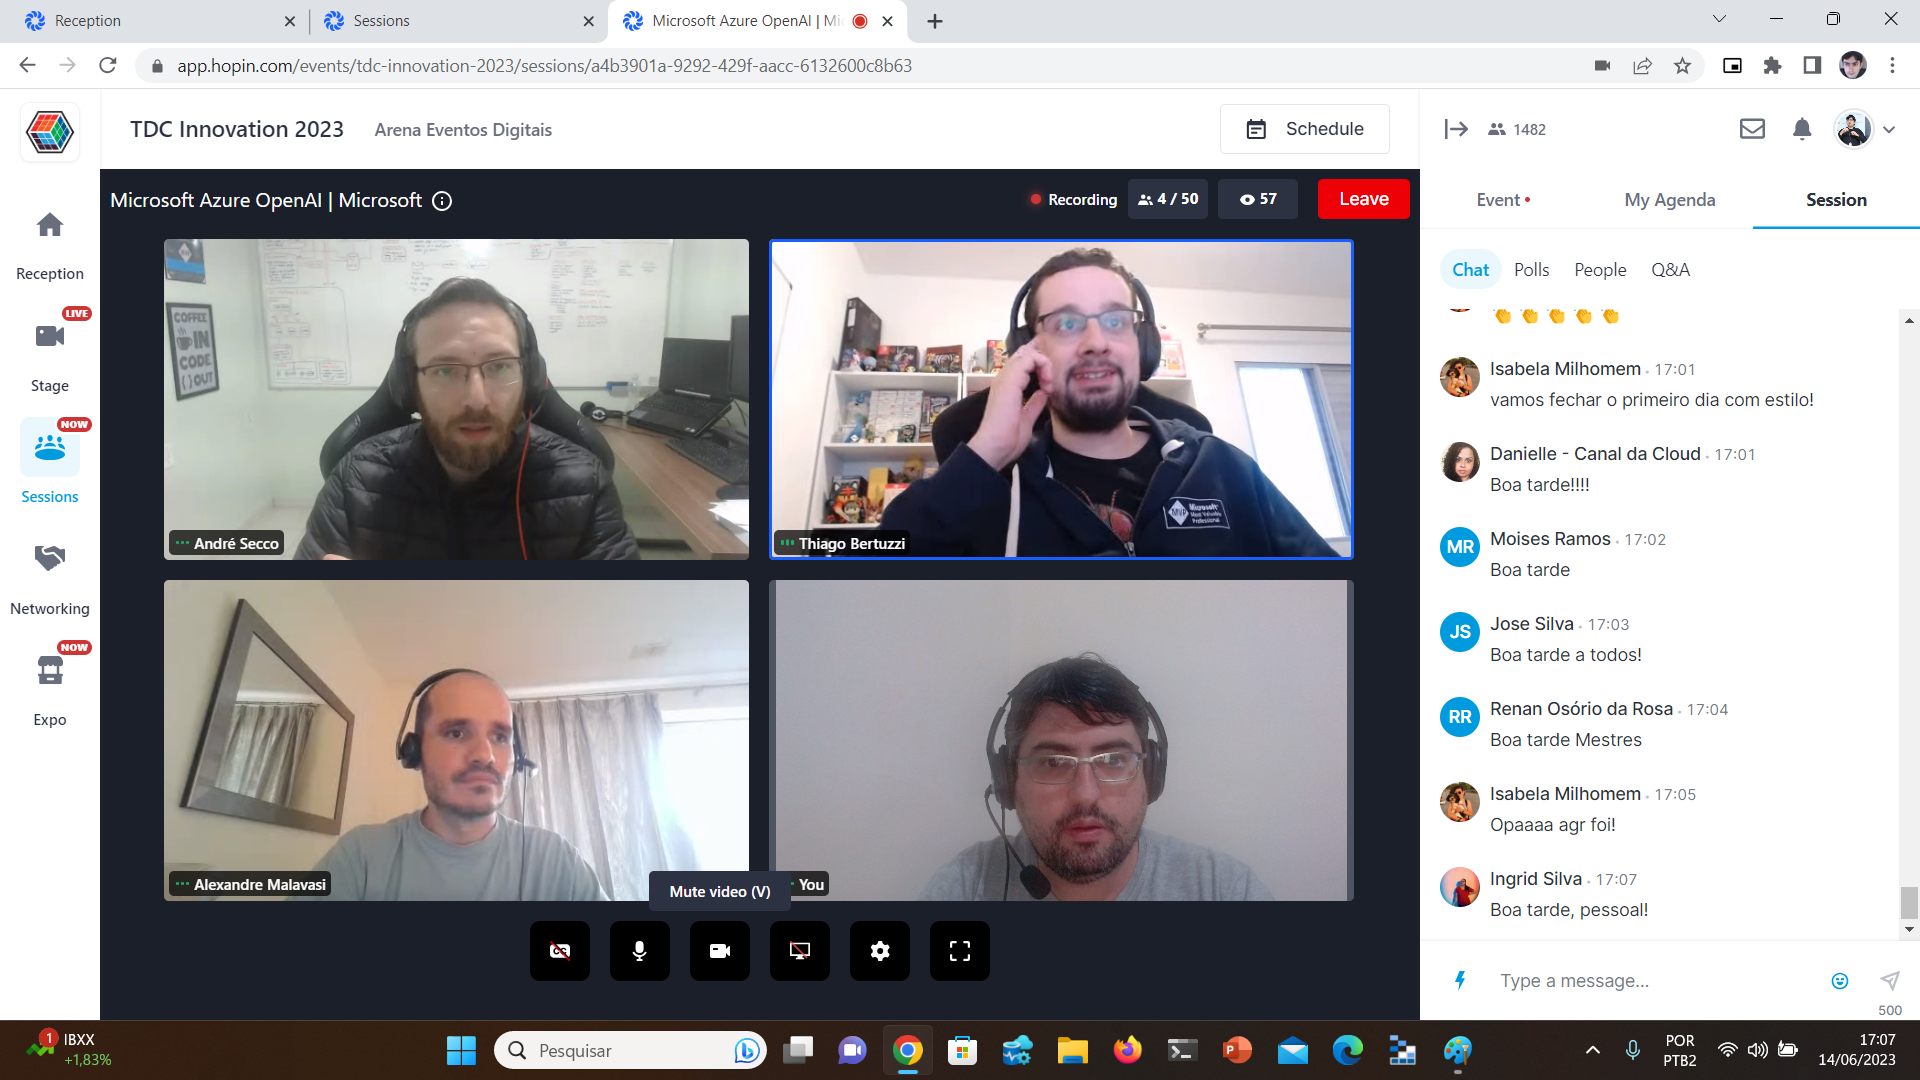 Reception
Sessions
Microsoft Azure OpenAI | Mi
app.hopin.com/events/tdc-innovation-2023/sessions/a4b3901a-9292-429f-aacc-6132600c8b63
TDC Innovation 2023
Arena Eventos Digitais
Schedule
1482
Reception
LIVE
Stage
NOW
Sessions
Networking
NOW
Expo
Microsoft Azure OpenAI | Microsoft
Recording
4 / 50
57
Leave
COFFEE
IN
CODE
()OUT
André Secco
MVP
Microsoft
Most Valuable
Professional
Thiago Bertuzzi
Alexandre Malavasi
You
Mute video (V)
CC
Event
My Agenda
Session
Chat
Polls
People
Q&A
👏 👏 👏 👏 👏
Isabela Milhomem • 17:01
vamos fechar o primeiro dia com estilo!
Danielle - Canal da Cloud • 17:01
Boa tarde!!!!
MR
Moises Ramos • 17:02
Boa tarde
JS
Jose Silva • 17:03
Boa tarde a todos!
RR
Renan Osório da Rosa • 17:04
Boa tarde Mestres
Isabela Milhomem • 17:05
Opaaaa agr foi!
Ingrid Silva • 17:07
Boa tarde, pessoal!
Type a message...
500
1
IBXX
+1,83%
Pesquisar
POR
PTB2
17:07
14/06/2023